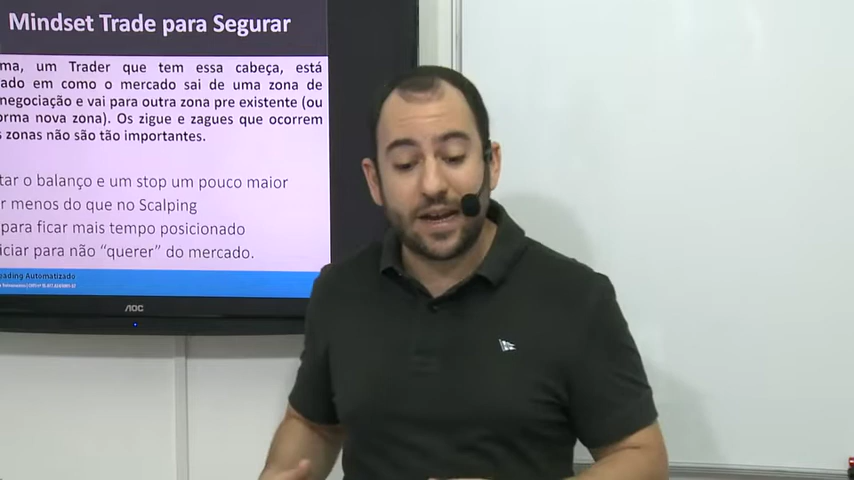 Mindset Trade para Segurar
ma, um Trader que tem essa cabeça, está
ado em como o mercado sai de uma zona de
negociação e vai para outra zona pre existente (ou
orma nova zona). Os zigue e zagues que ocorrem
s zonas não são tão importantes.
tar o balanço e um stop um pouco maior
r menos do que no Scalping
para ficar mais tempo posicionado
iciar para não “querer” do mercado.
eading Automatizado
AOC